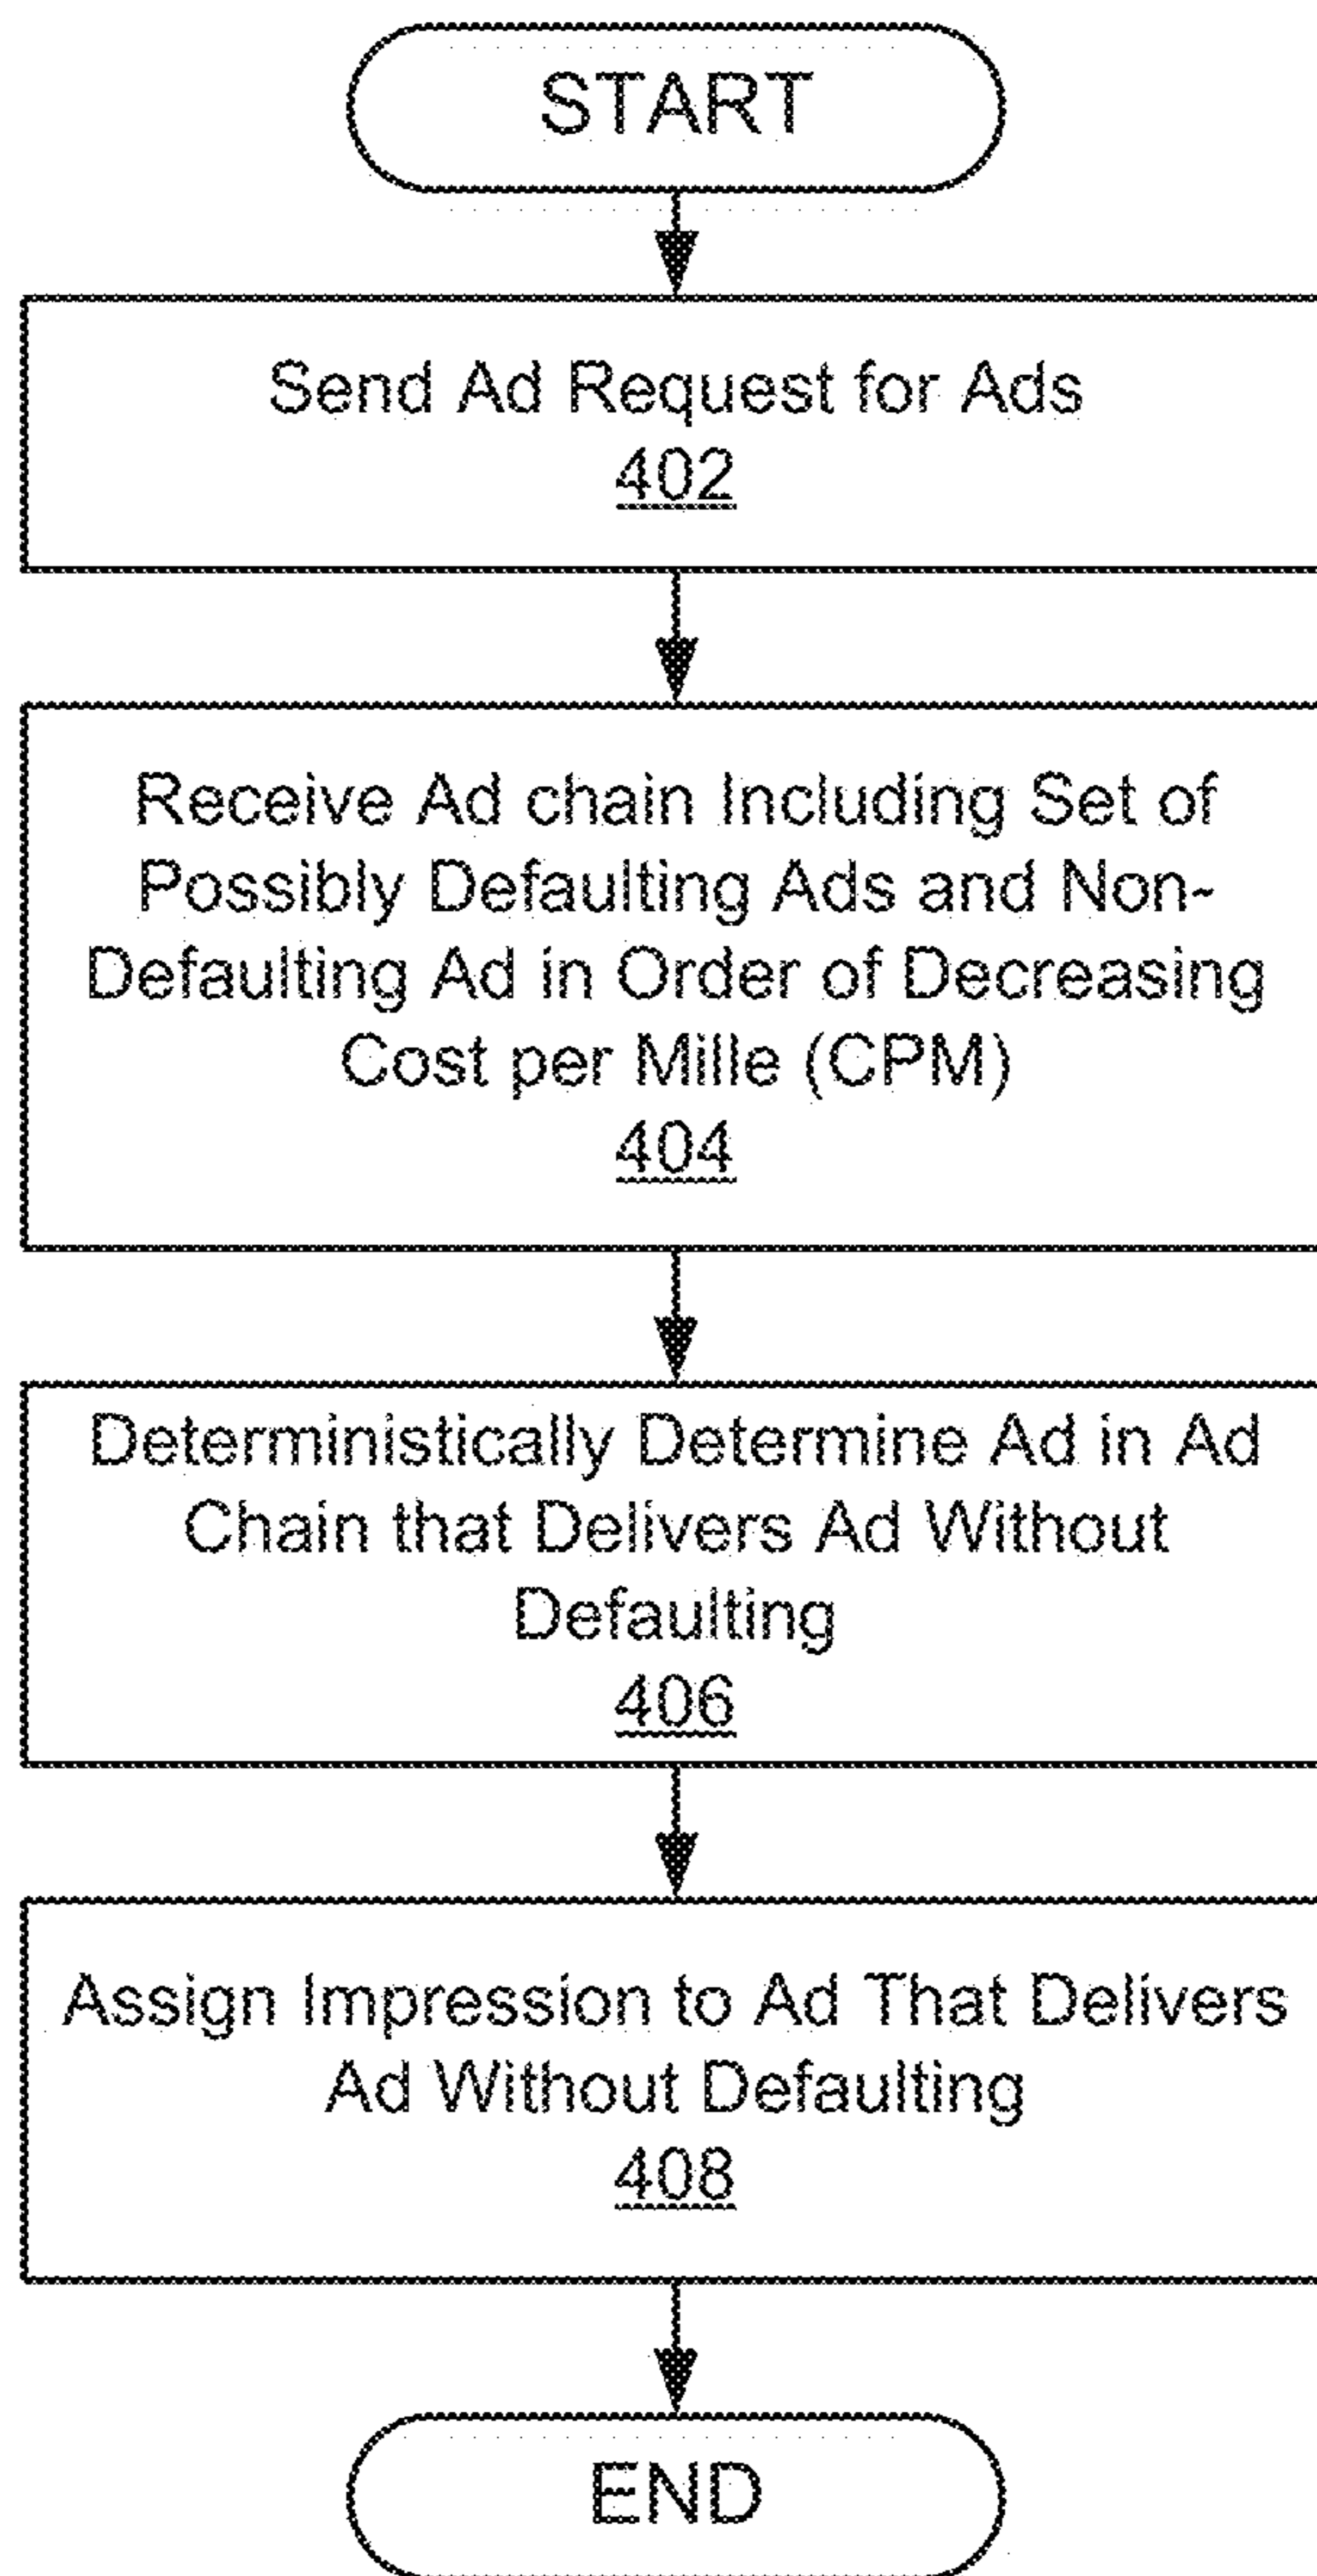 START
Send Ad Request for Ads
402
Receive Ad chain Including Set of
Possibly Defaulting Ads and Non-
Defaulting Ad in Order of Decreasing
Cost per Mille (CPM)
404
Deterministically Determine Ad in Ad
Chain that Delivers Ad Without
Defaulting
406
Assign Impression to Ad That Delivers
Ad Without Defaulting
408
END